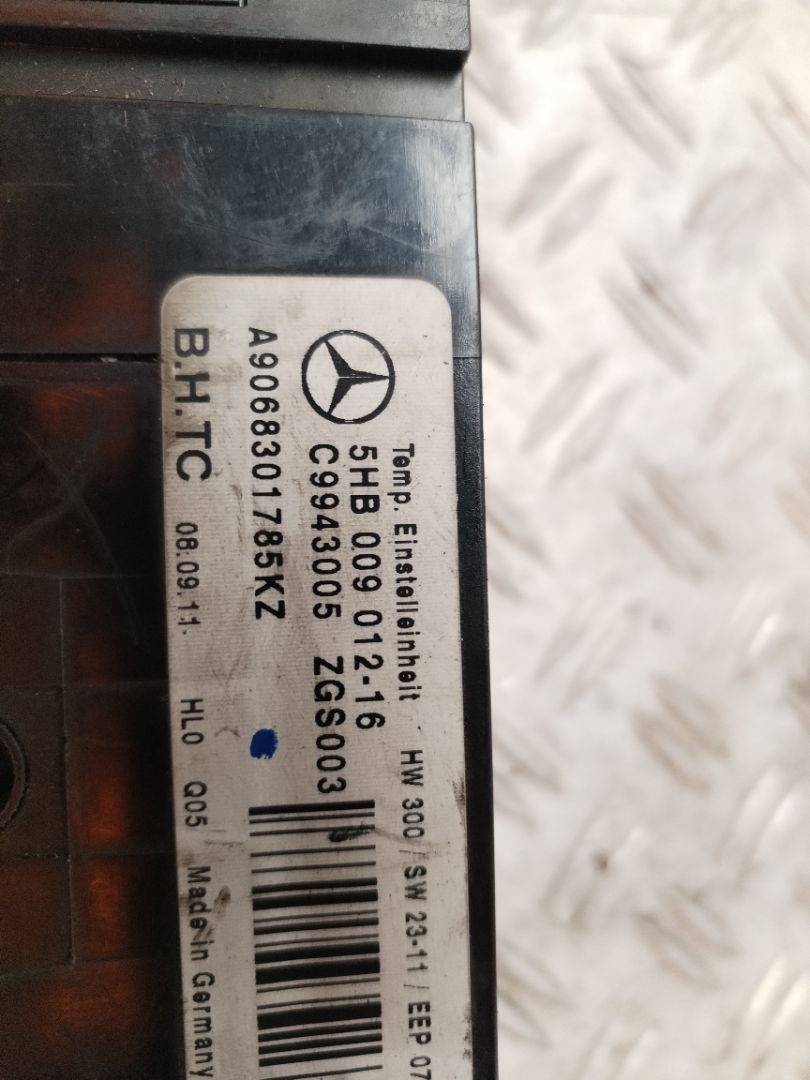 Temp. Einstelleinheit HW 300 / SW 23-11 / EEP 07
5HB 009 012-16
C9943005 ZGS003
A9068301785KZ
B.H.TC 08.09.11 HL0 Q05 Made in Germany